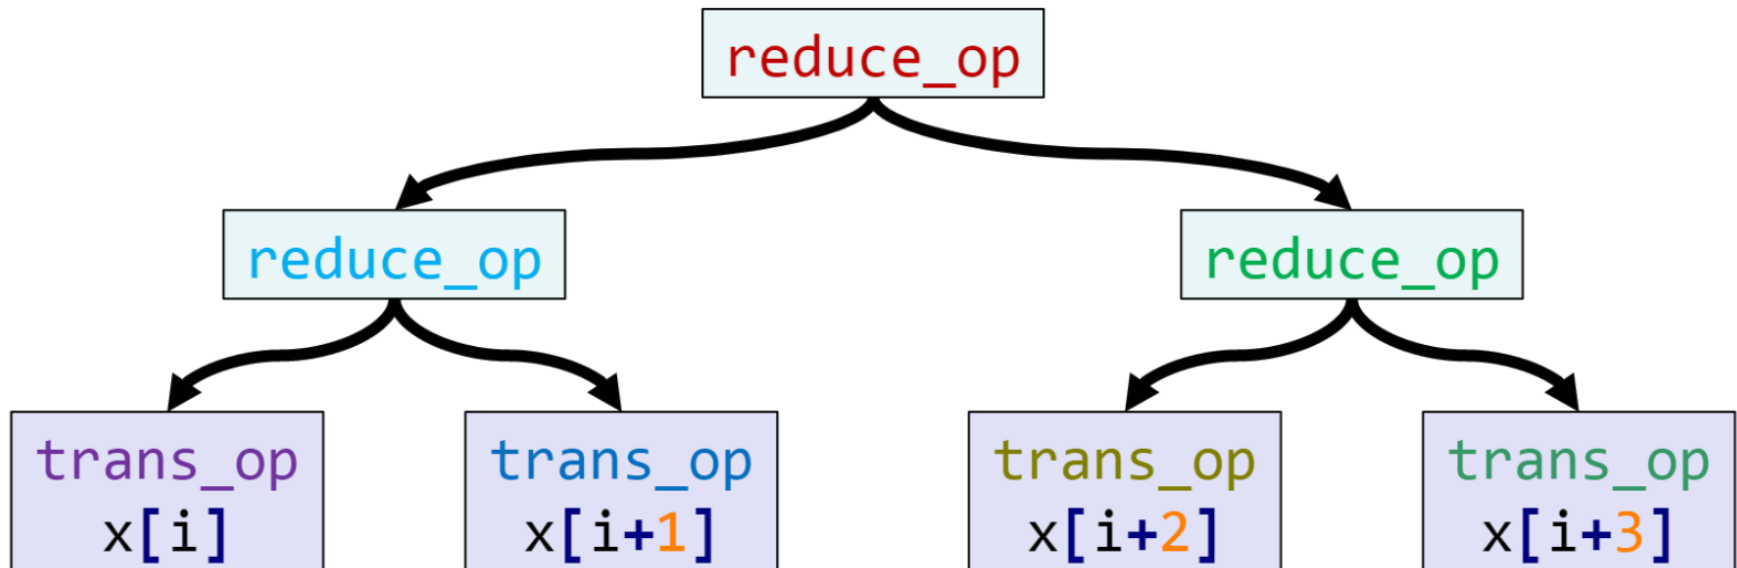 reduce_op
reduce_op
reduce_op
trans_op
x[i]
trans_op
x[i+1]
trans_op
x[i+2]
trans_op
x[i+3]